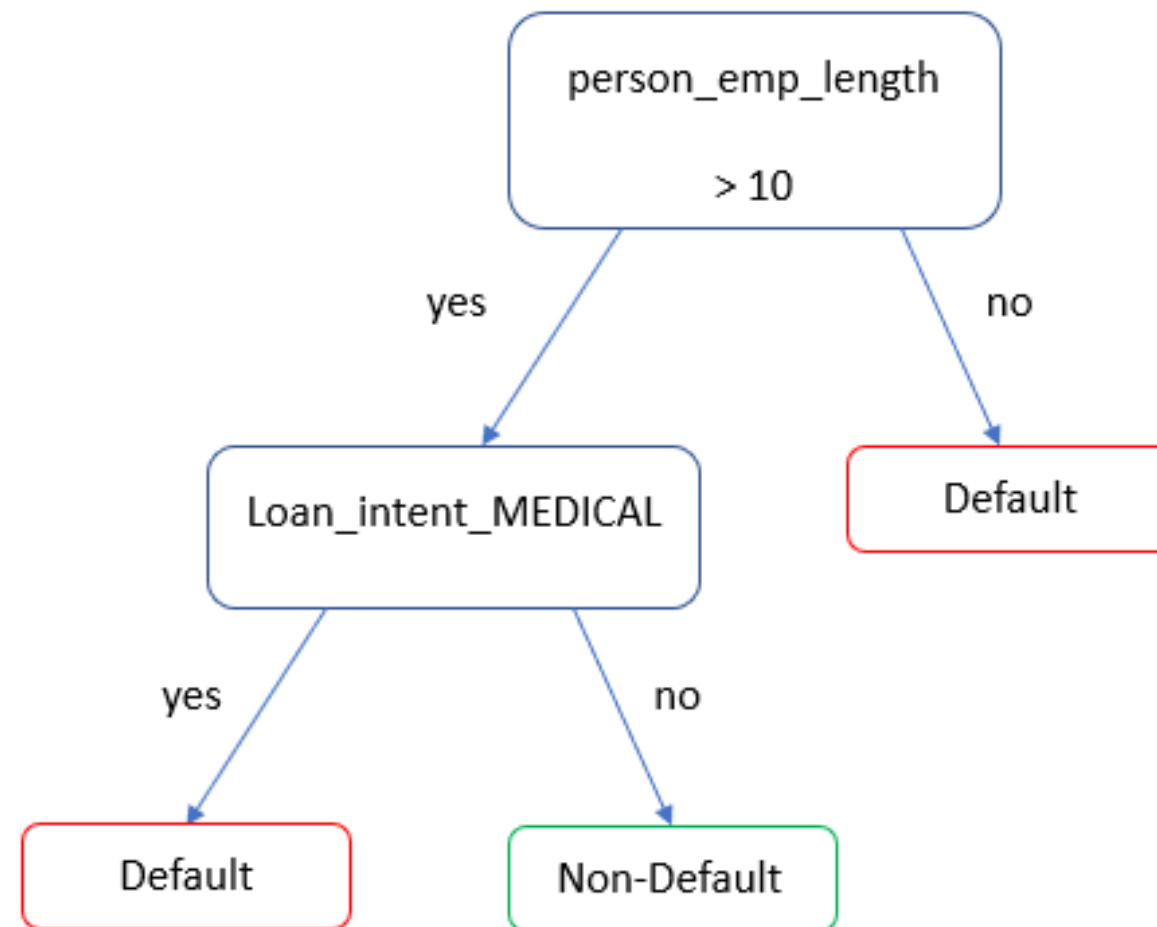 person_emp_length
> 10
yes
no
Loan_intent_MEDICAL
Default
yes
no
Default
Non-Default